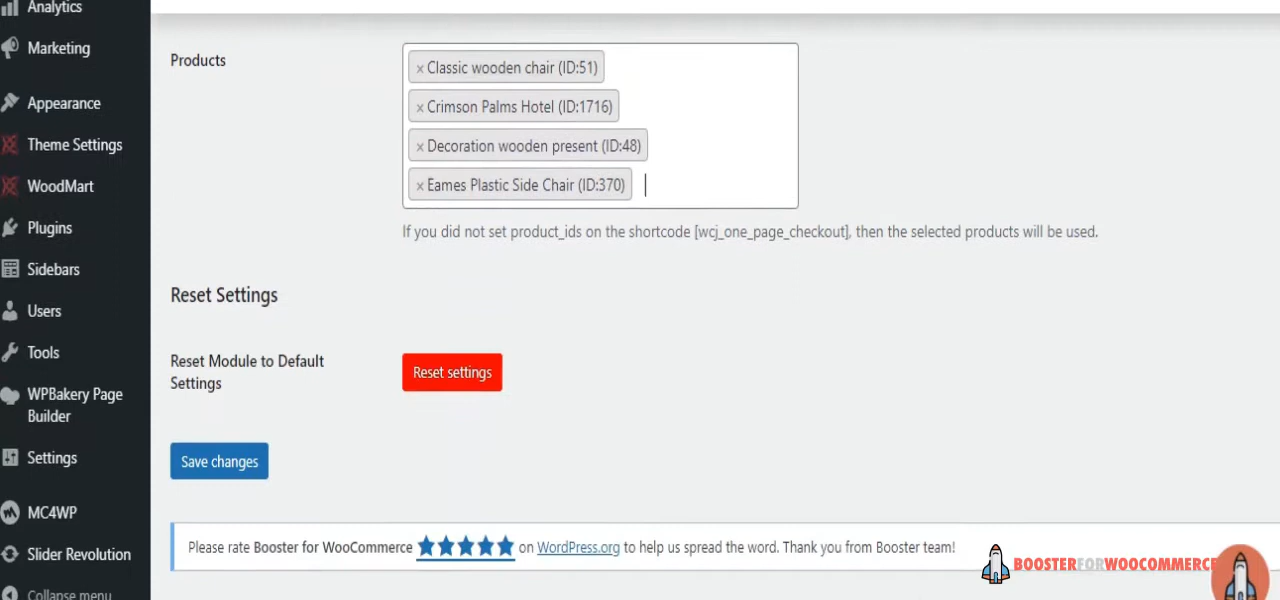 Analytics
Marketing
Appearance
Theme Settings
WoodMart
Plugins
Sidebars
Users
Tools
WPBakery Page
Builder
Settings
MC4WP
Slider Revolution
Collapse menu
Products
× Classic wooden chair (ID:51)
× Crimson Palms Hotel (ID:1716)
× Decoration wooden present (ID:48)
× Eames Plastic Side Chair (ID:370)
If you did not set product_ids on the shortcode [wcj_one_page_checkout], then the selected products will be used.
Reset Settings
Reset Module to Default
Settings
Reset settings
Save changes
Please rate Booster for WooCommerce ★★★★★ on WordPress.org to help us spread the word. Thank you from Booster team!
BOOSTERFORWOOCOMMERCE